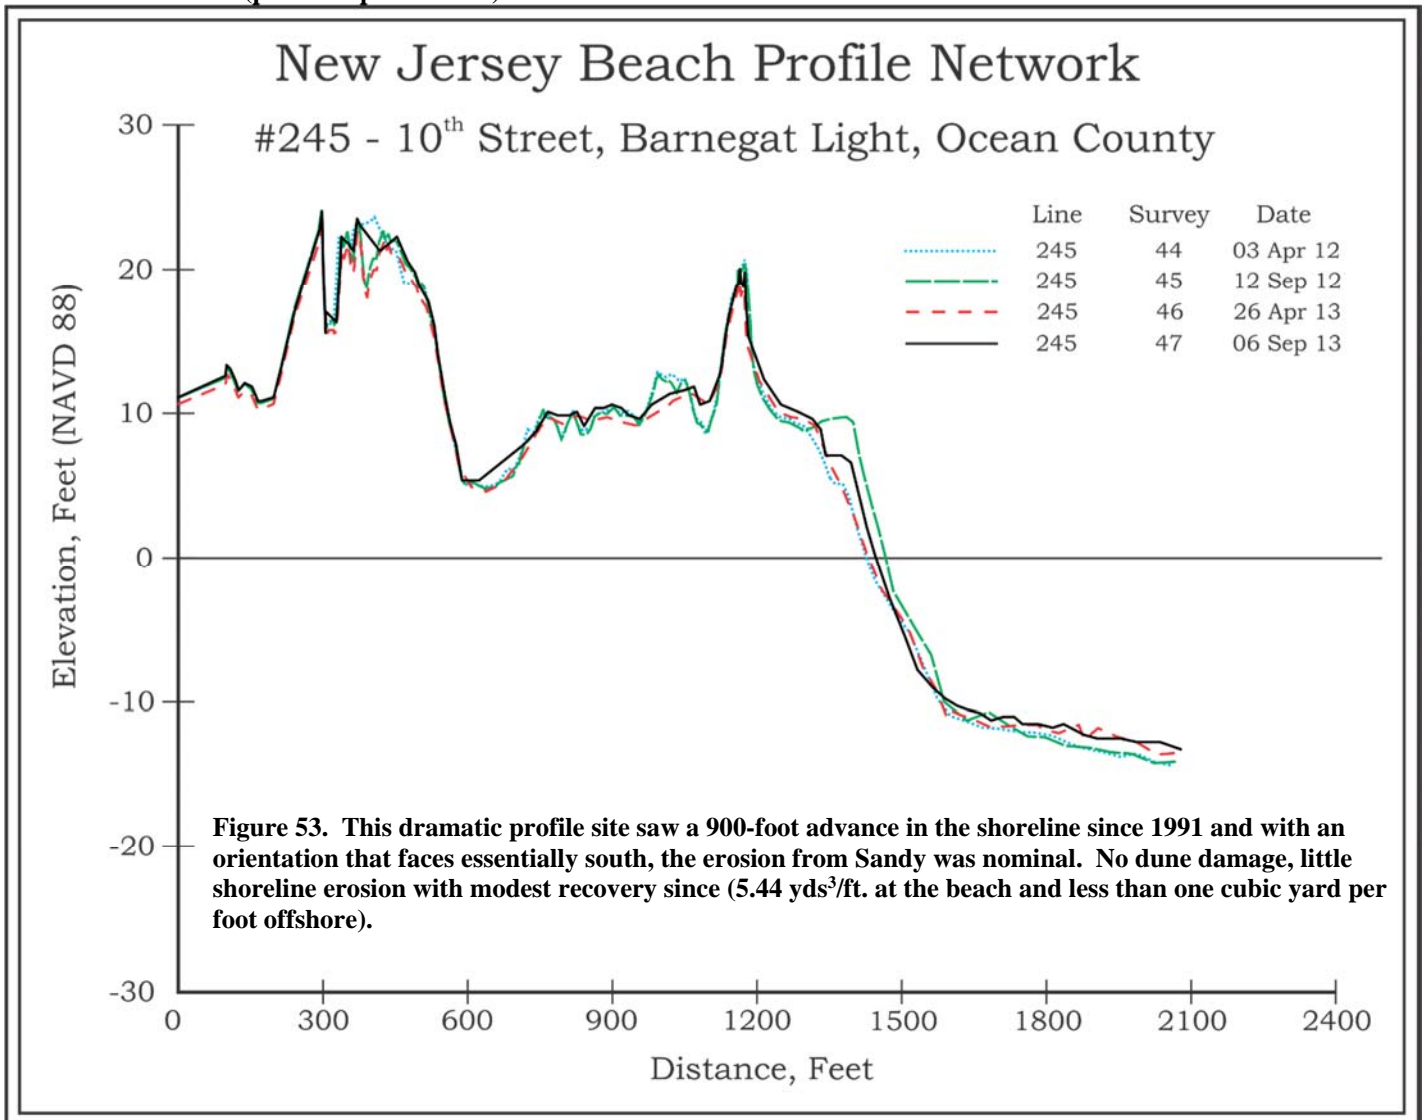 New Jersey Beach Profile Network
#245 - 10th Street, Barnegat Light, Ocean County
Line Survey Date
245 44 03 Apr 12
245 45 12 Sep 12
245 46 26 Apr 13
245 47 06 Sep 13
Elevation, Feet (NAVD 88)
30
20
10
0
-10
-20
-30
Figure 53. This dramatic profile site saw a 900-foot advance in the shoreline since 1991 and with an
orientation that faces essentially south, the erosion from Sandy was nominal. No dune damage, little
shoreline erosion with modest recovery since (5.44 yds³/ft. at the beach and less than one cubic yard per
foot offshore).
0 300 600 900 1200 1500 1800 2100 2400
Distance, Feet